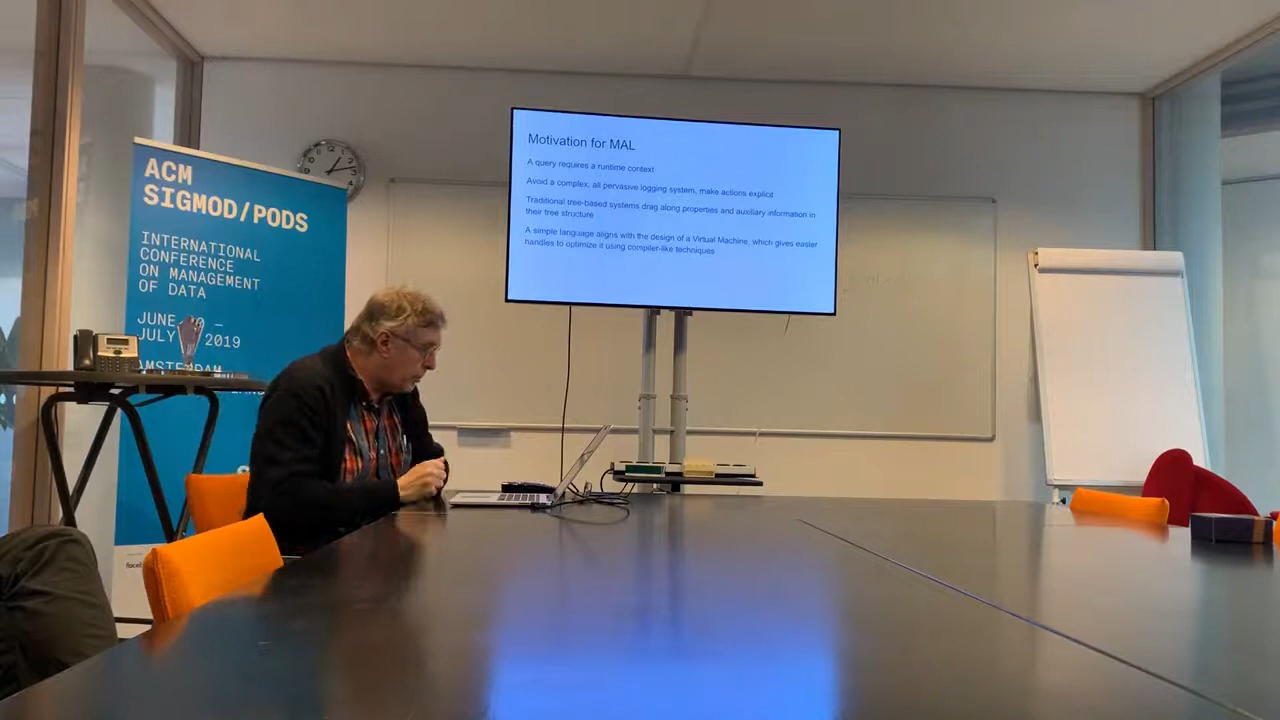 ACM
SIGMOD/PODS
INTERNATIONAL
CONFERENCE
ON MANAGEMENT
OF DATA
JUNE
JULY 2019
AMSTERDAM
Motivation for MAL
A query requires a runtime context
Avoid a complex, all pervasive logging system, make actions explicit
Traditional tree-based systems drag along properties and auxiliary information in
their tree structure
A simple language aligns with the design of a Virtual Machine, which gives easier
handles to optimize it using compiler-like techniques